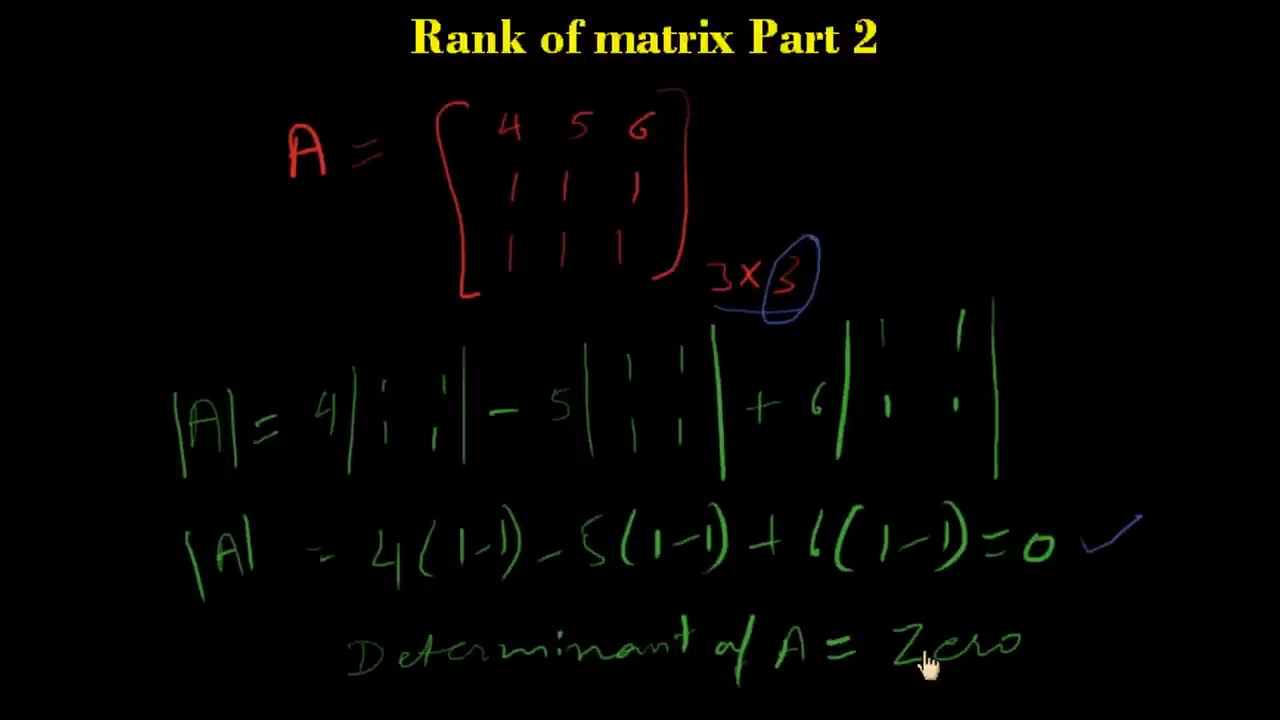 Rank of matrix Part 2
A = [ 4 5 6
1 1 1
1 1 1 ] 3 × 3
|A| = 4 | 1 1 | - 5 | 1 1 | + 6 | 1 1 |
1 1 1 1 1 1
|A| = 4 (1-1) - 5 (1-1) + 6 (1-1) = 0 ✓
Determinant of A = Zero